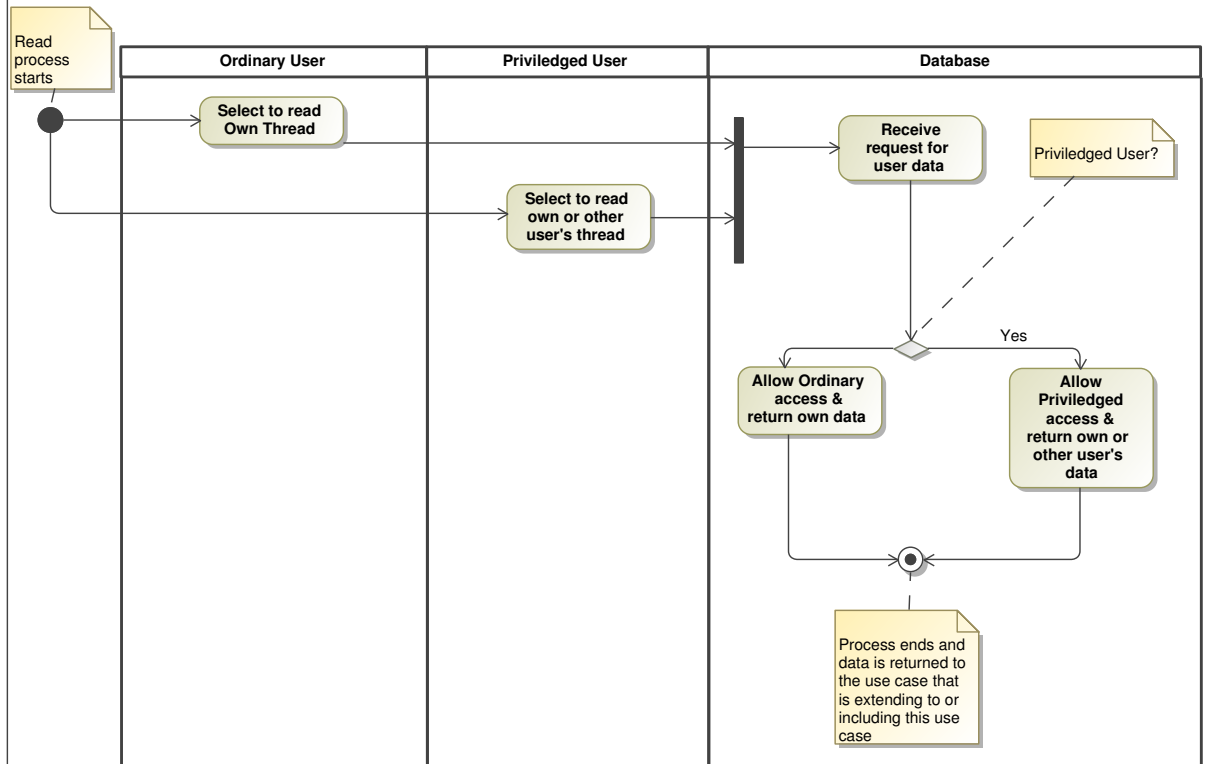 Read
process
starts
Ordinary User
Priviledged User
Database
Select to read
Own Thread
Receive
request for
user data
Priviledged User?
Select to read
own or other
user's thread
Yes
Allow Ordinary
access &
return own data
Allow
Priviledged
access &
return own or
other user's
data
Process ends and
data is returned to
the use case that
is extending to or
including this use
case